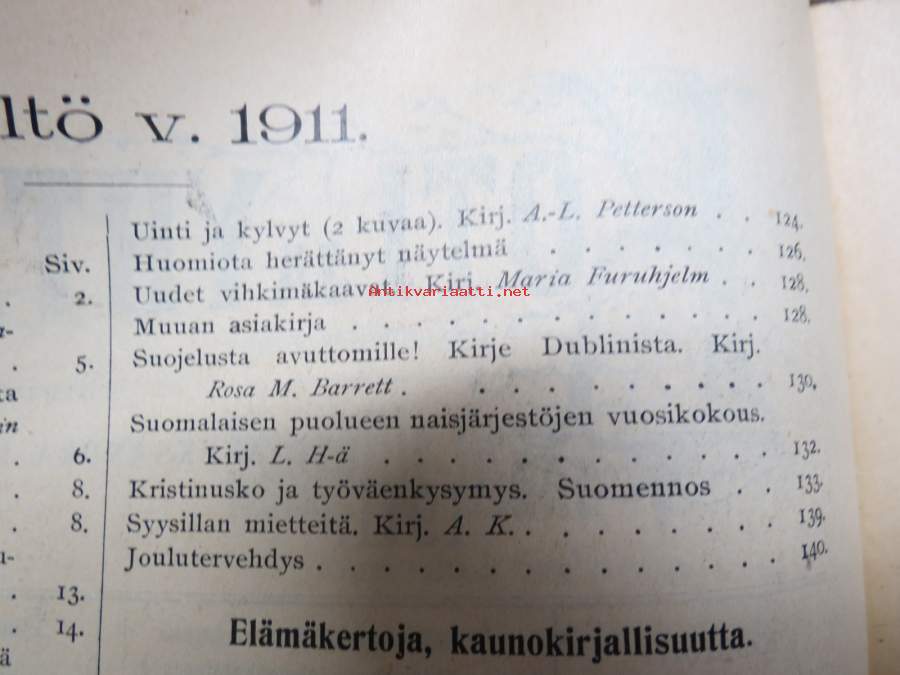 ltö v. 1911.
Siv.
2.
5.
6.
8.
8.
13.
14.
Uinti ja kylvyt (2 kuvaa). Kirj. A.-L. Petterson . . 124.
Huomiota herättänyt näytelmä . . . . . . . 126.
Uudet vihkimäkaavat. Kirj. Maria Furuhjelm . . 128.
Antikvariaatti.net
Muuan asiakirja . . . . . . . . . . . . 128.
Suojelusta avuttomille! Kirje Dublinista. Kirj.
Rosa M. Barrett . . . . . . . . . . 130.
Suomalaisen puolueen naisjärjestöjen vuosikokous.
Kirj. L. H-ä . . . . . . . . . . . 132.
Kristinusko ja työväenkysymys. Suomennos . . 133.
Syysillan mietteitä. Kirj. A. K. . . . . . . . . 139.
Joulutervehdys . . . . . . . . . . . . . 140.
Elämäkertoja, kaunokirjallisuutta.